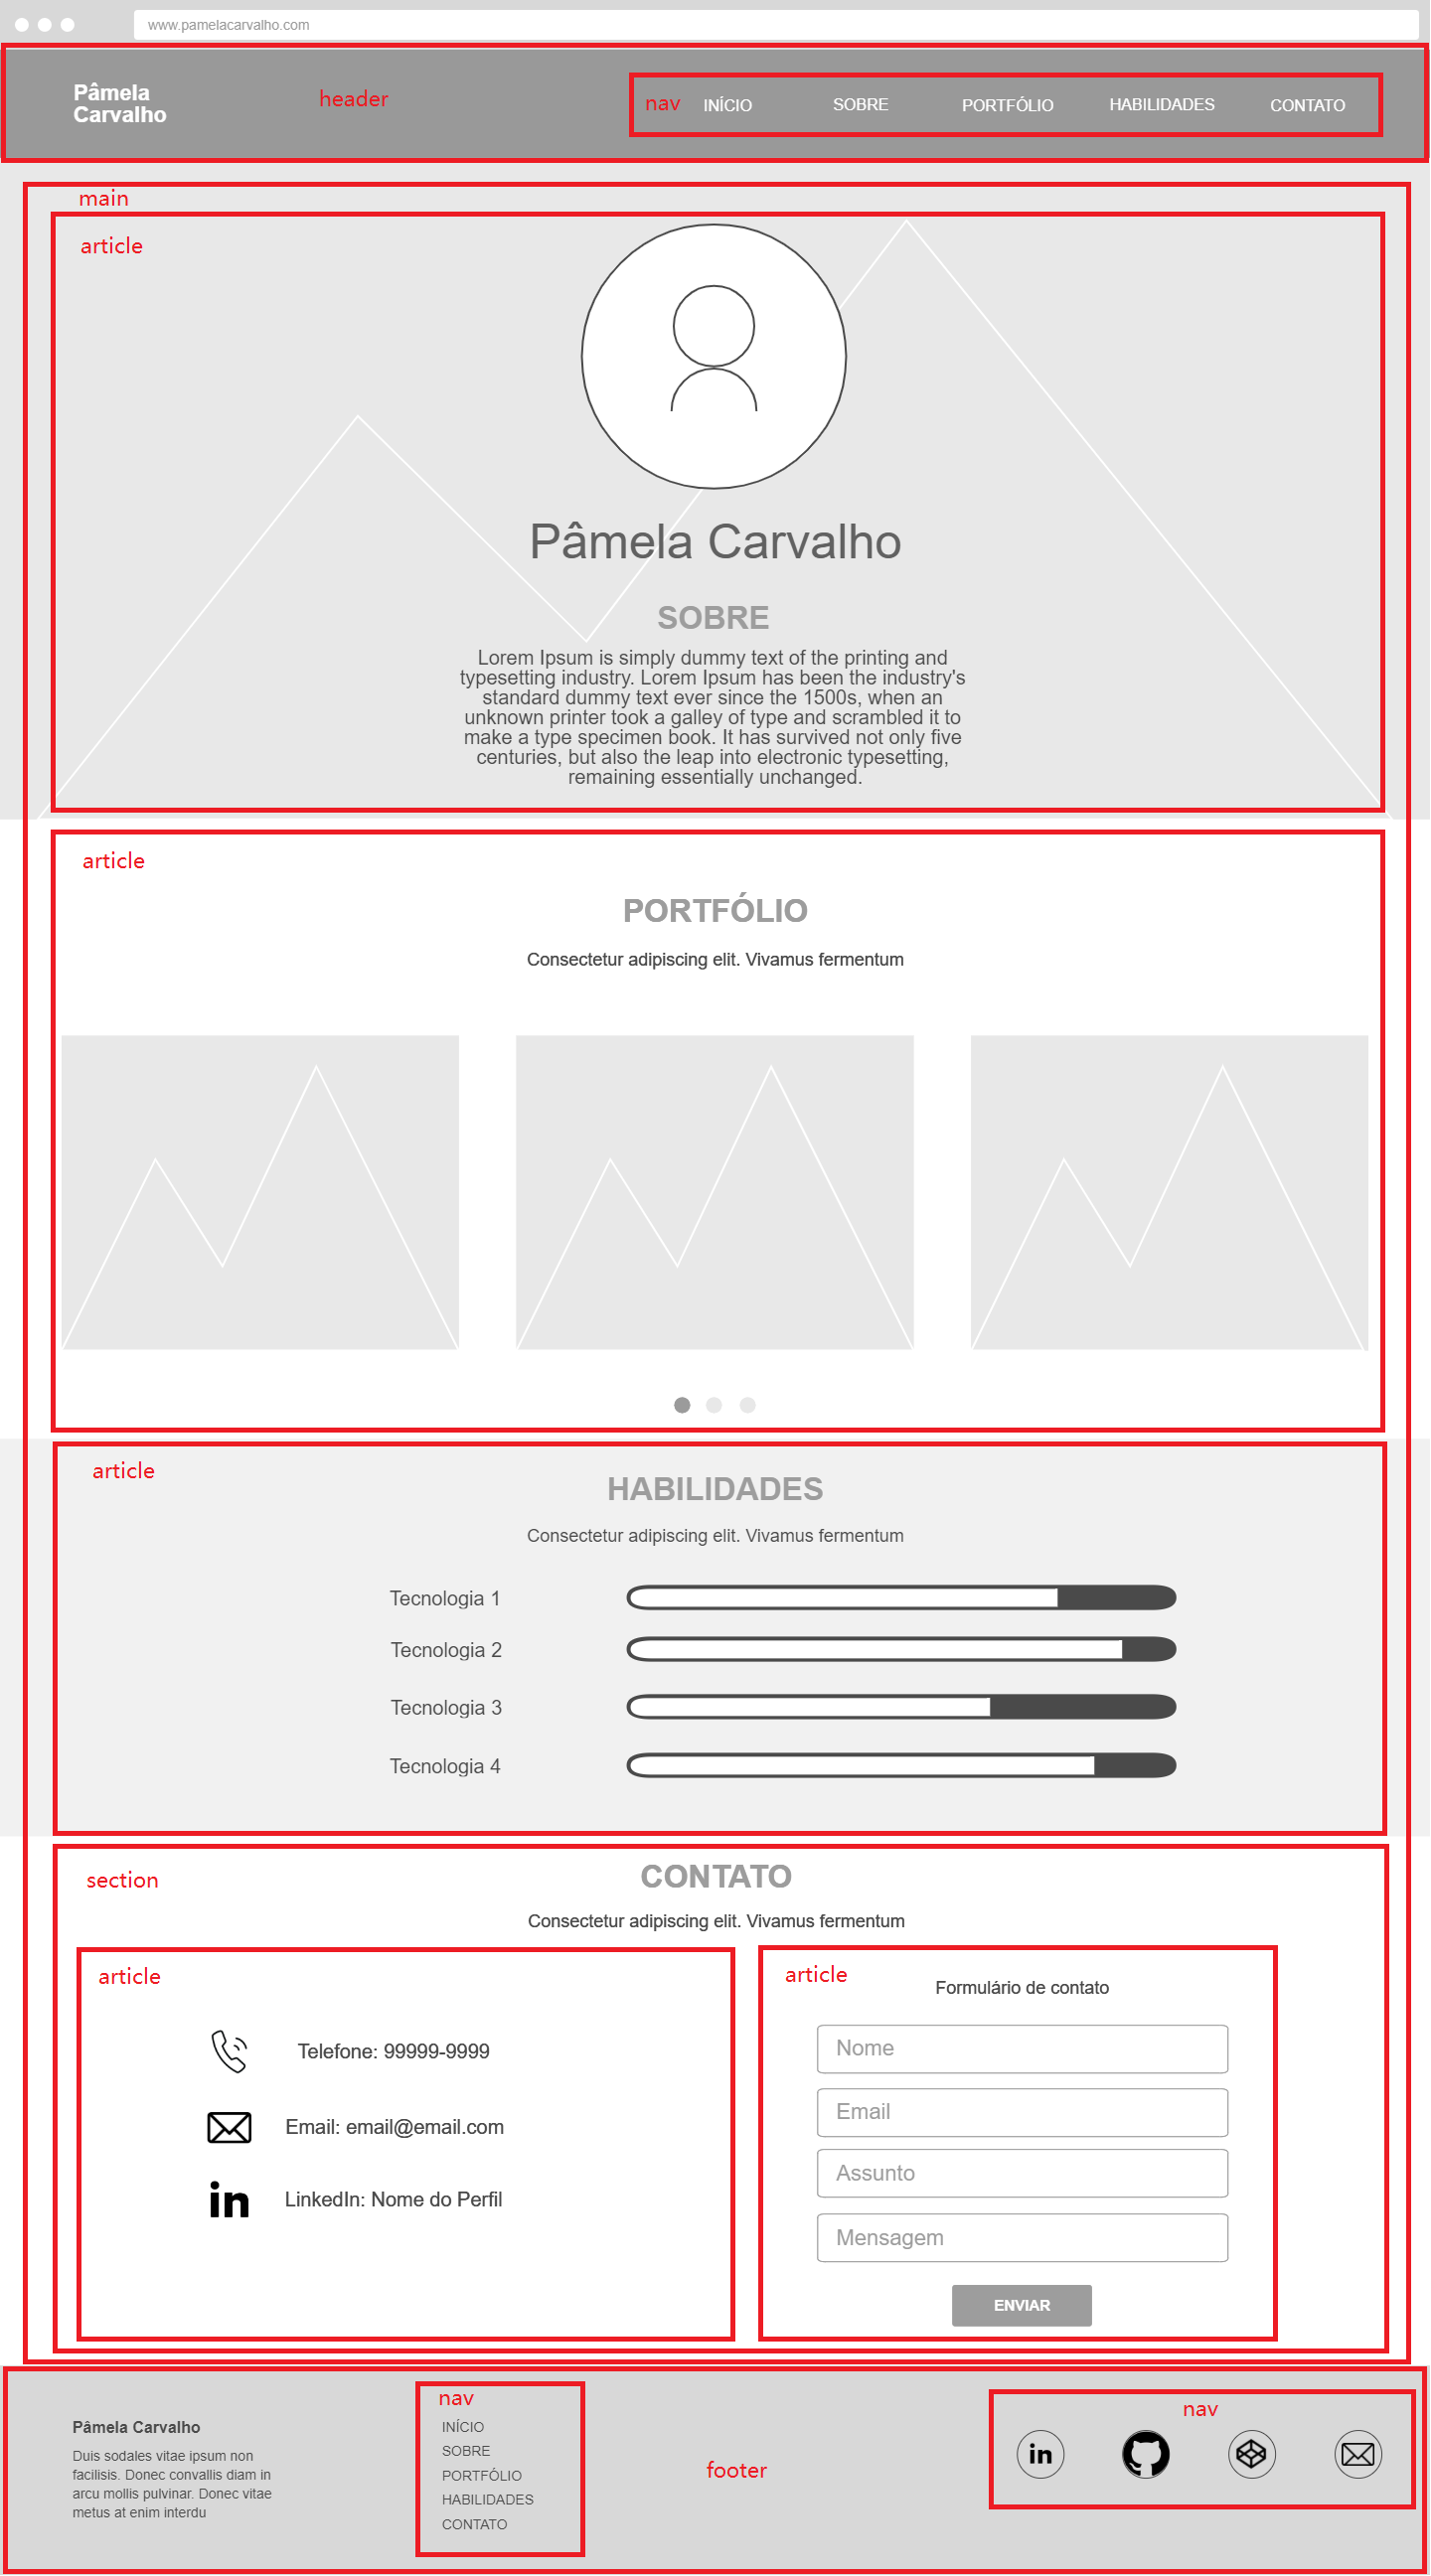 www.pamelacarvalho.com
Pâmela
Carvalho
header
nav
INÍCIO
SOBRE
PORTFÓLIO
HABILIDADES
CONTATO
main
article
Pâmela Carvalho
SOBRE
Lorem Ipsum is simply dummy text of the printing and
typesetting industry. Lorem Ipsum has been the industry's
standard dummy text ever since the 1500s, when an
unknown printer took a galley of type and scrambled it to
make a type specimen book. It has survived not only five
centuries, but also the leap into electronic typesetting,
remaining essentially unchanged.
article
PORTFÓLIO
Consectetur adipiscing elit. Vivamus fermentum
article
HABILIDADES
Consectetur adipiscing elit. Vivamus fermentum
Tecnologia 1
Tecnologia 2
Tecnologia 3
Tecnologia 4
section
CONTATO
Consectetur adipiscing elit. Vivamus fermentum
article
Telefone: 99999-9999
Email: email@email.com
in
LinkedIn: Nome do Perfil
article
Formulário de contato
Nome
Email
Assunto
Mensagem
ENVIAR
Pâmela Carvalho
Duis sodales vitae ipsum non
facilisis. Donec convallis diam in
arcu mollis pulvinar. Donec vitae
metus at enim interdu
nav
INÍCIO
SOBRE
PORTFÓLIO
HABILIDADES
CONTATO
footer
nav
in